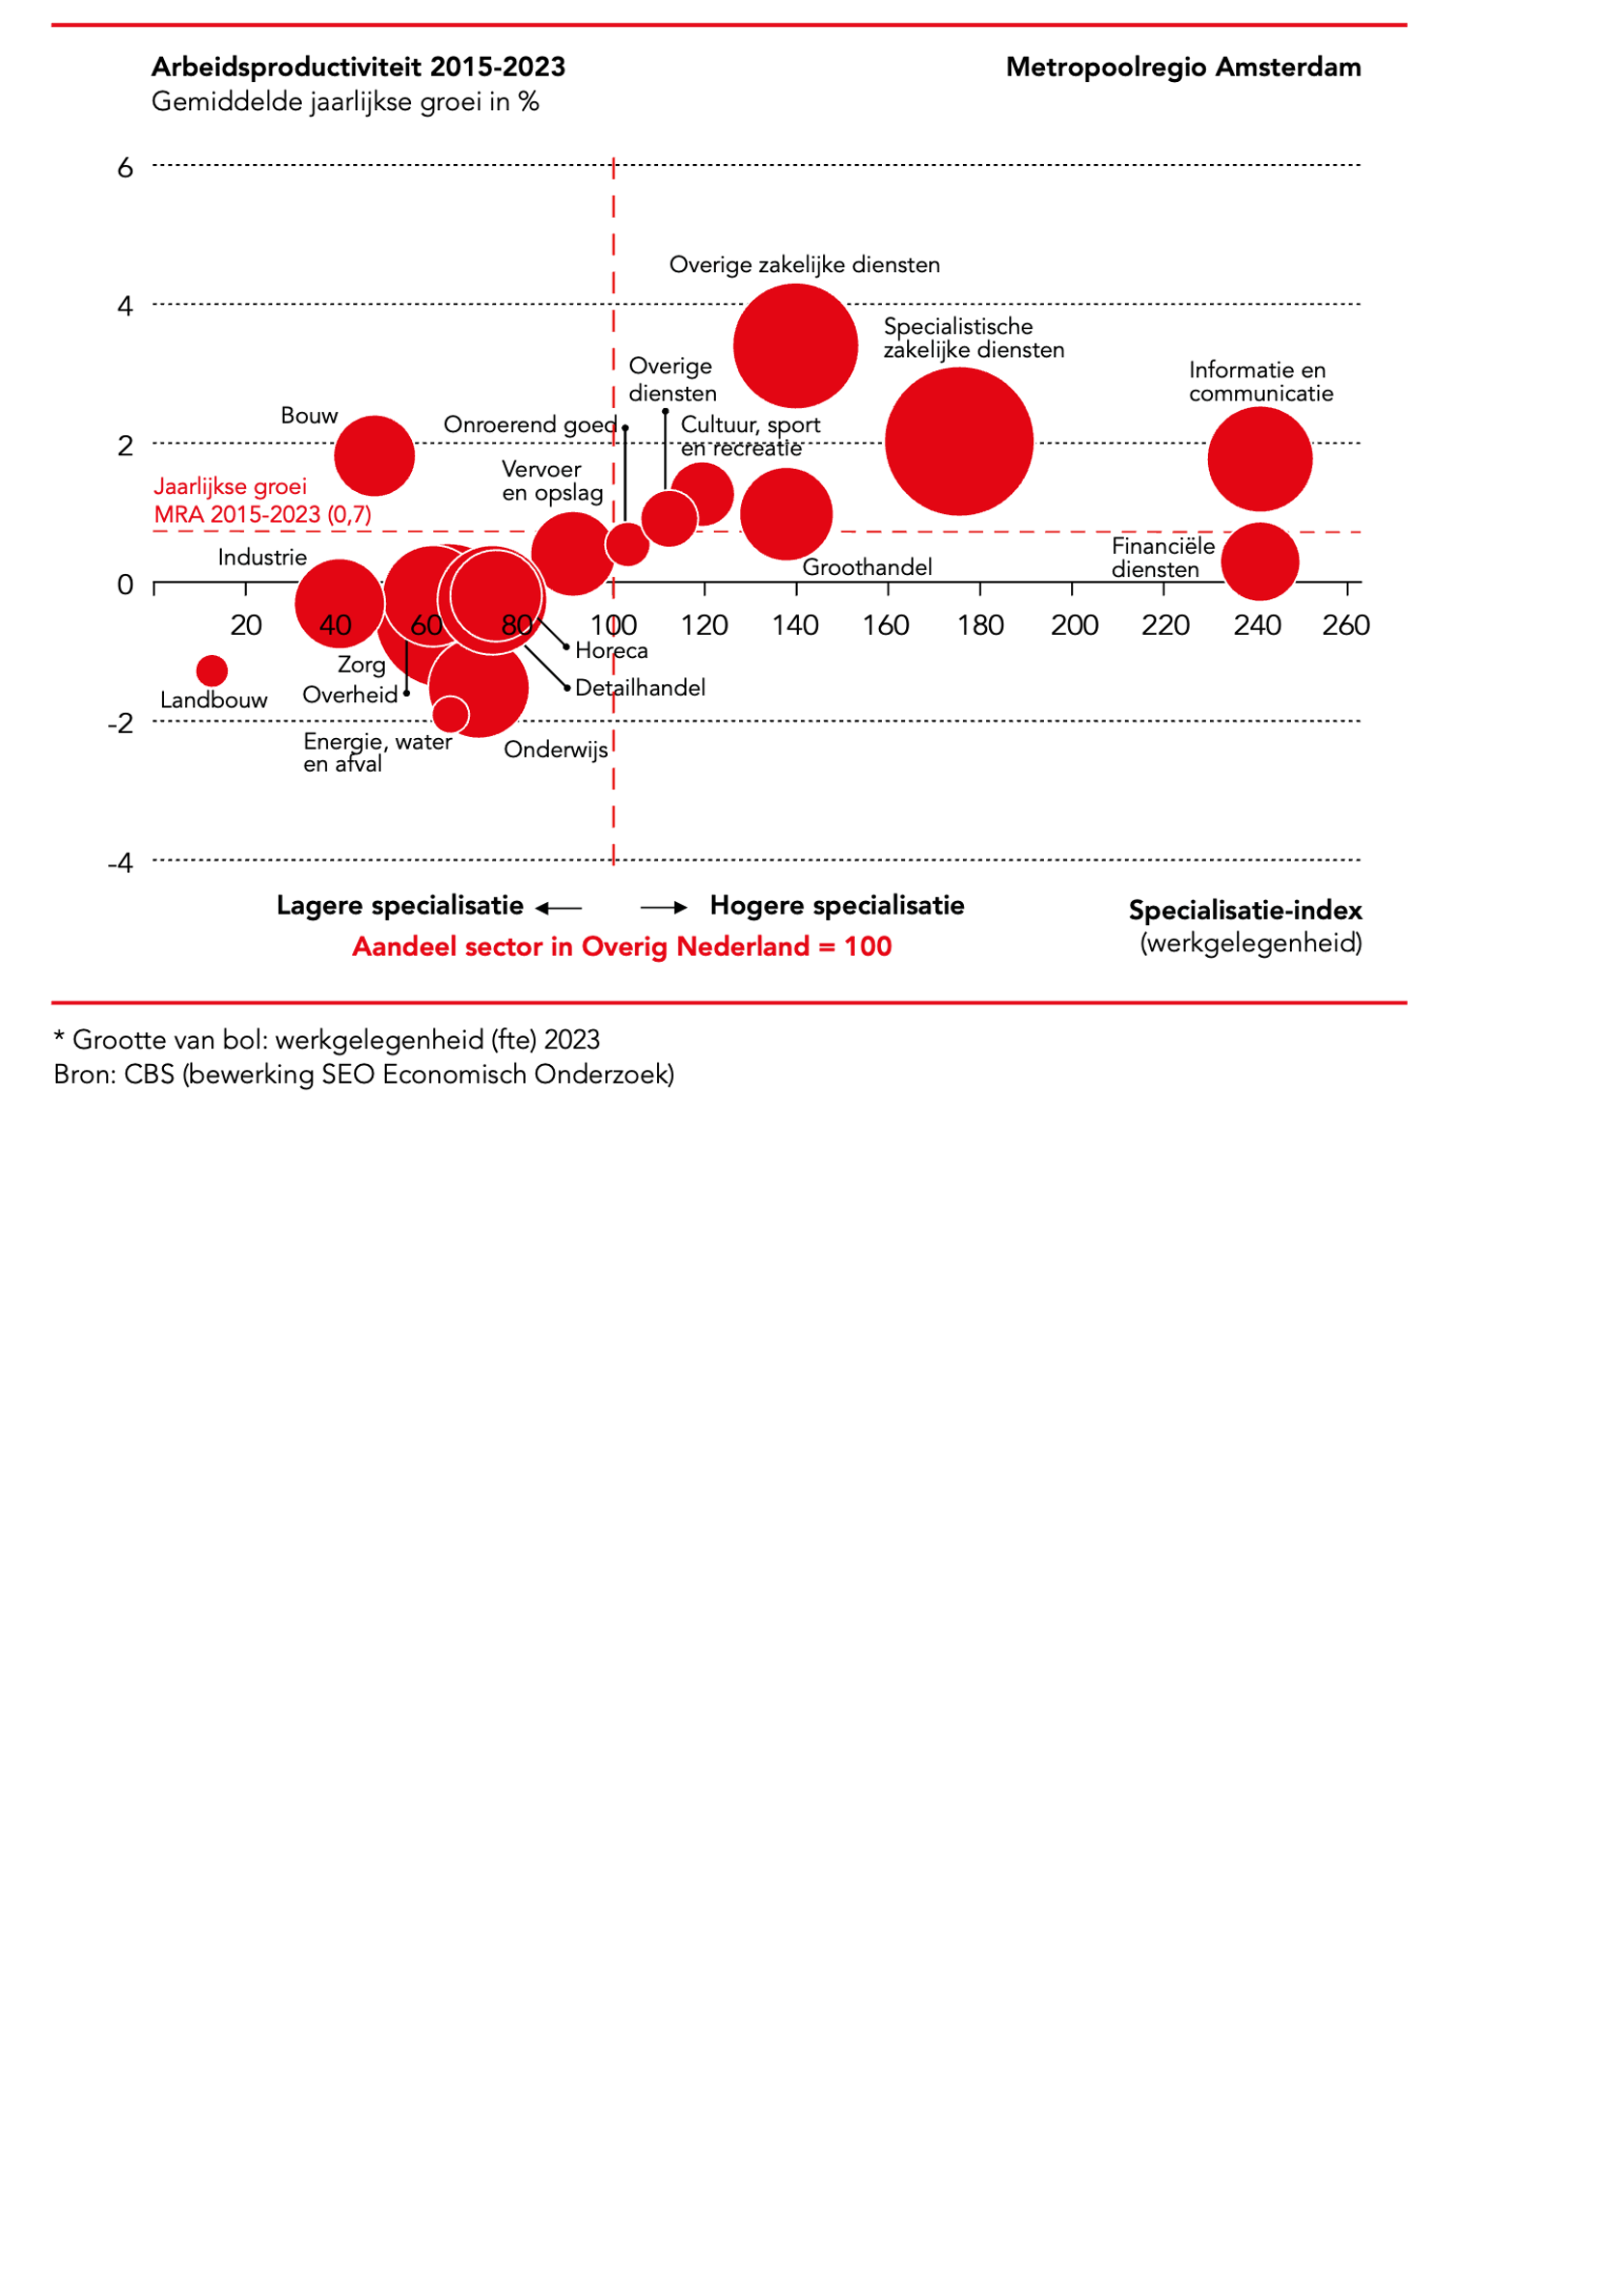 Arbeidsproductiviteit 2015-2023
Metropoolregio Amsterdam
Gemiddelde jaarlijkse groei in %
6
Overige zakelijke diensten
4
Specialistische
zakelijke diensten
Overige
diensten
Informatie en
communicatie
Bouw
Onroerend goed
Cultuur, sport
en recreatie
2
Vervoer
en opslag
Jaarlijkse groei
MRA 2015-2023 (0,7)
Industrie
Financiële
diensten
Groothandel
0
20 40 60 80 100 120 140 160 180 200 220 240 260
Horeca
Zorg
Detailhandel
Overheid
Landbouw
-2
Energie, water
en afval
Onderwijs
-4
Lagere specialisatie
Hogere specialisatie
Specialisatie-index
(werkgelegenheid)
Aandeel sector in Overig Nederland = 100
* Grootte van bol: werkgelegenheid (fte) 2023
Bron: CBS (bewerking SEO Economisch Onderzoek)